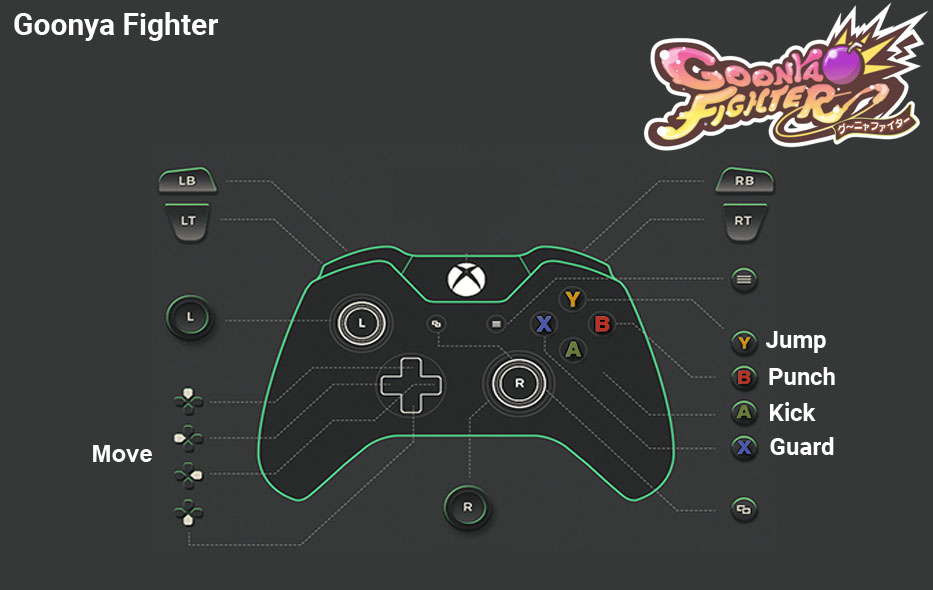 Goonya Fighter
GOONYA
FIGHTER
グ〜ニャファイター
LB
RB
LT
RT
L
L
Y
X
B
A
R
Y Jump
B Punch
A Kick
X Guard
Move
R